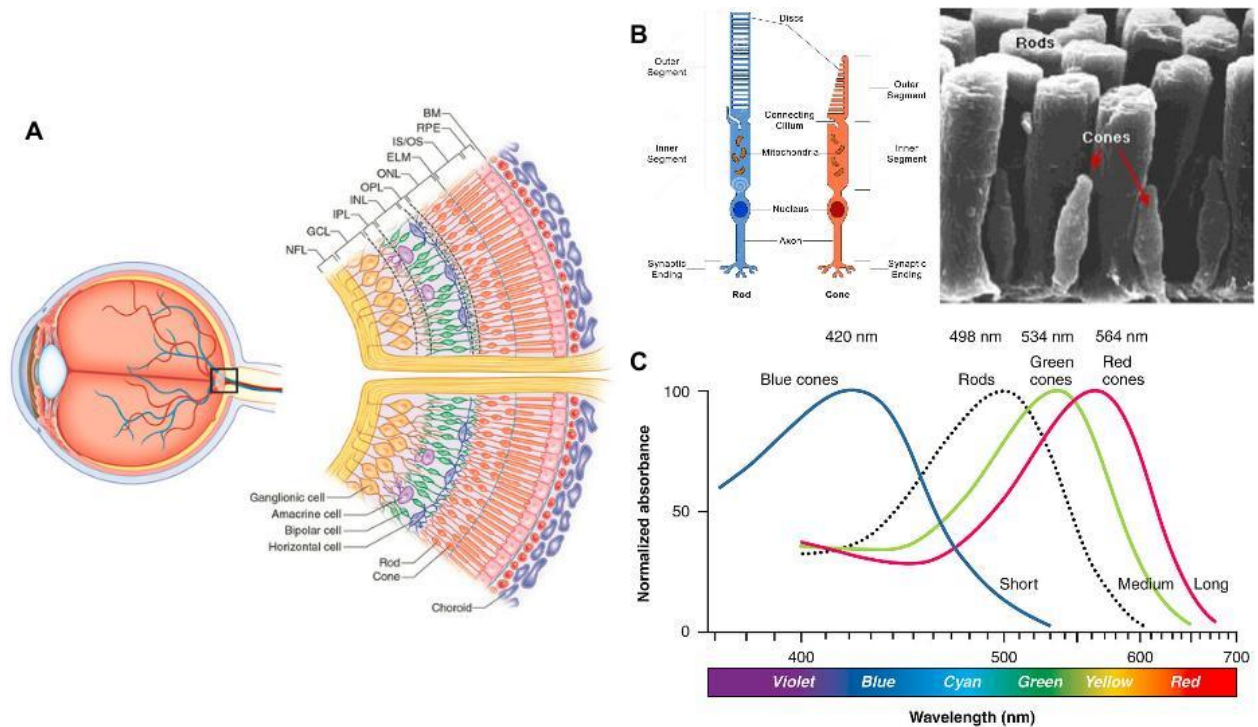 A
BM
RPE
IS/OS
ELM
ONL
OPL
INL
IPL
GCL
NFL
Ganglionic cell
Amacrine cell
Bipolar cell
Horizontal cell
Rod
Cone
Choroid
B
Discs
Outer
Segment
Outer
Segment
Connecting
Cilium
Inner
Segment
Mitochondria
Inner
Segment
Nucleus
Axon
Synaptic
Ending
Synaptic
Ending
Rod
Cone
Rods
Cones
C
420 nm
498 nm
534 nm
564 nm
Blue cones
Rods
Green
cones
Red
cones
Normalized absorbance
100
50
0
Short
Medium
Long
400
500
600
700
Violet
Blue
Cyan
Green
Yellow
Red
Wavelength (nm)